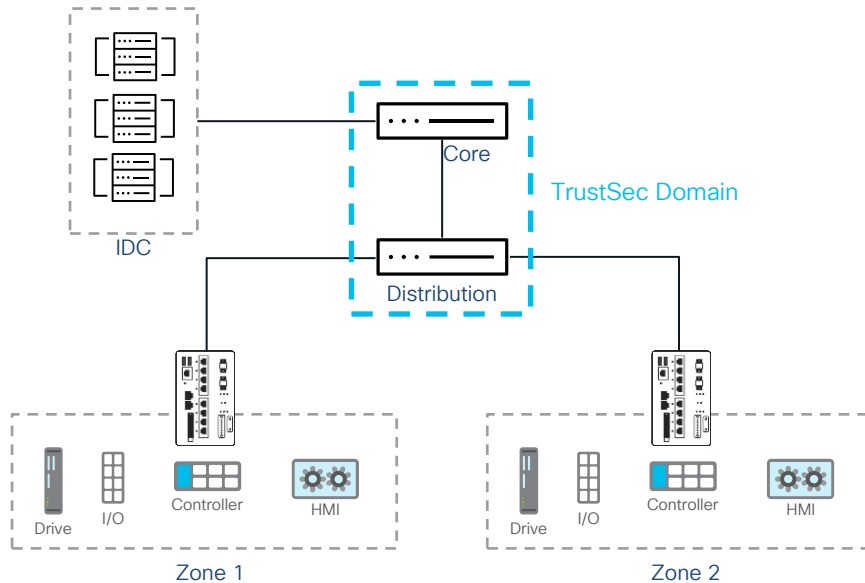 Core
TrustSec Domain
IDC
Distribution
Drive
I/O
Controller
HMI
Drive
I/O
Controller
HMI
Zone 1
Zone 2